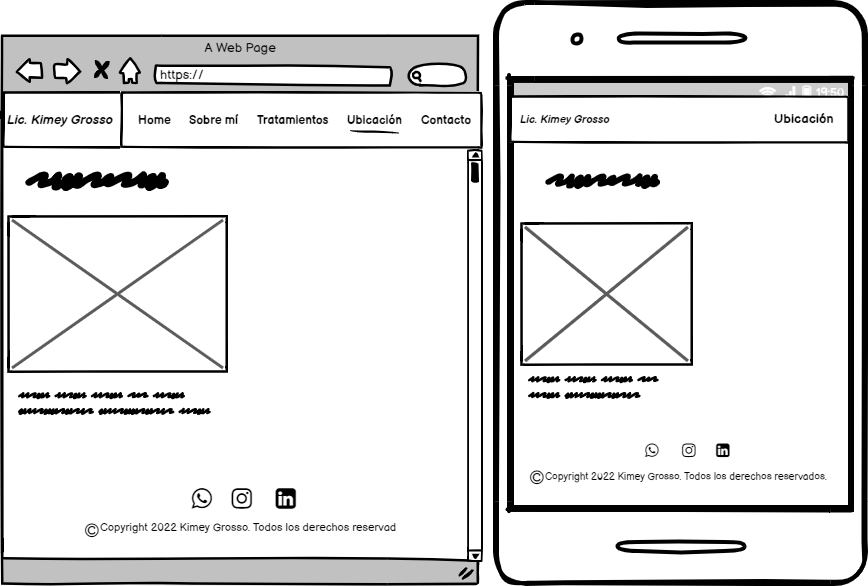 A Web Page
https://
Lic. Kimey Grosso
Home
Sobre mí
Tratamientos
Ubicación
Contacto
©Copyright 2022 Kimey Grosso. Todos los derechos reservad
19:50
Lic. Kimey Grosso
Ubicación
©Copyright 2022 Kimey Grosso. Todos los derechos reservados.